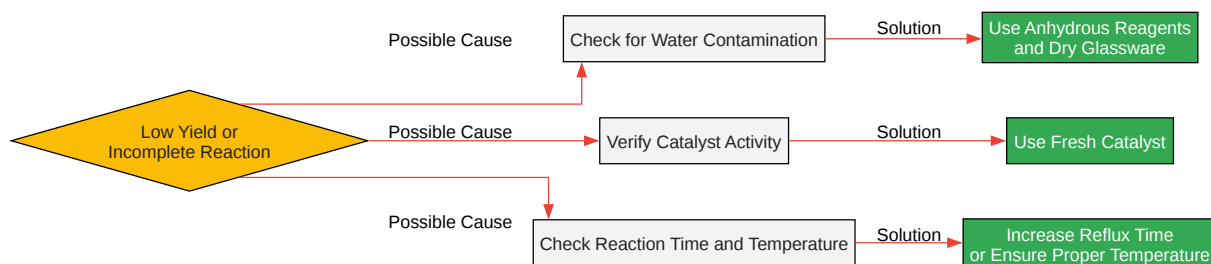 Possible Cause
Check for Water Contamination
Solution
Use Anhydrous Reagents
and Dry Glassware
Low Yield or
Incomplete Reaction
Possible Cause
Verify Catalyst Activity
Solution
Use Fresh Catalyst
Possible Cause
Check Reaction Time and Temperature
Solution
Increase Reflux Time
or Ensure Proper Temperature